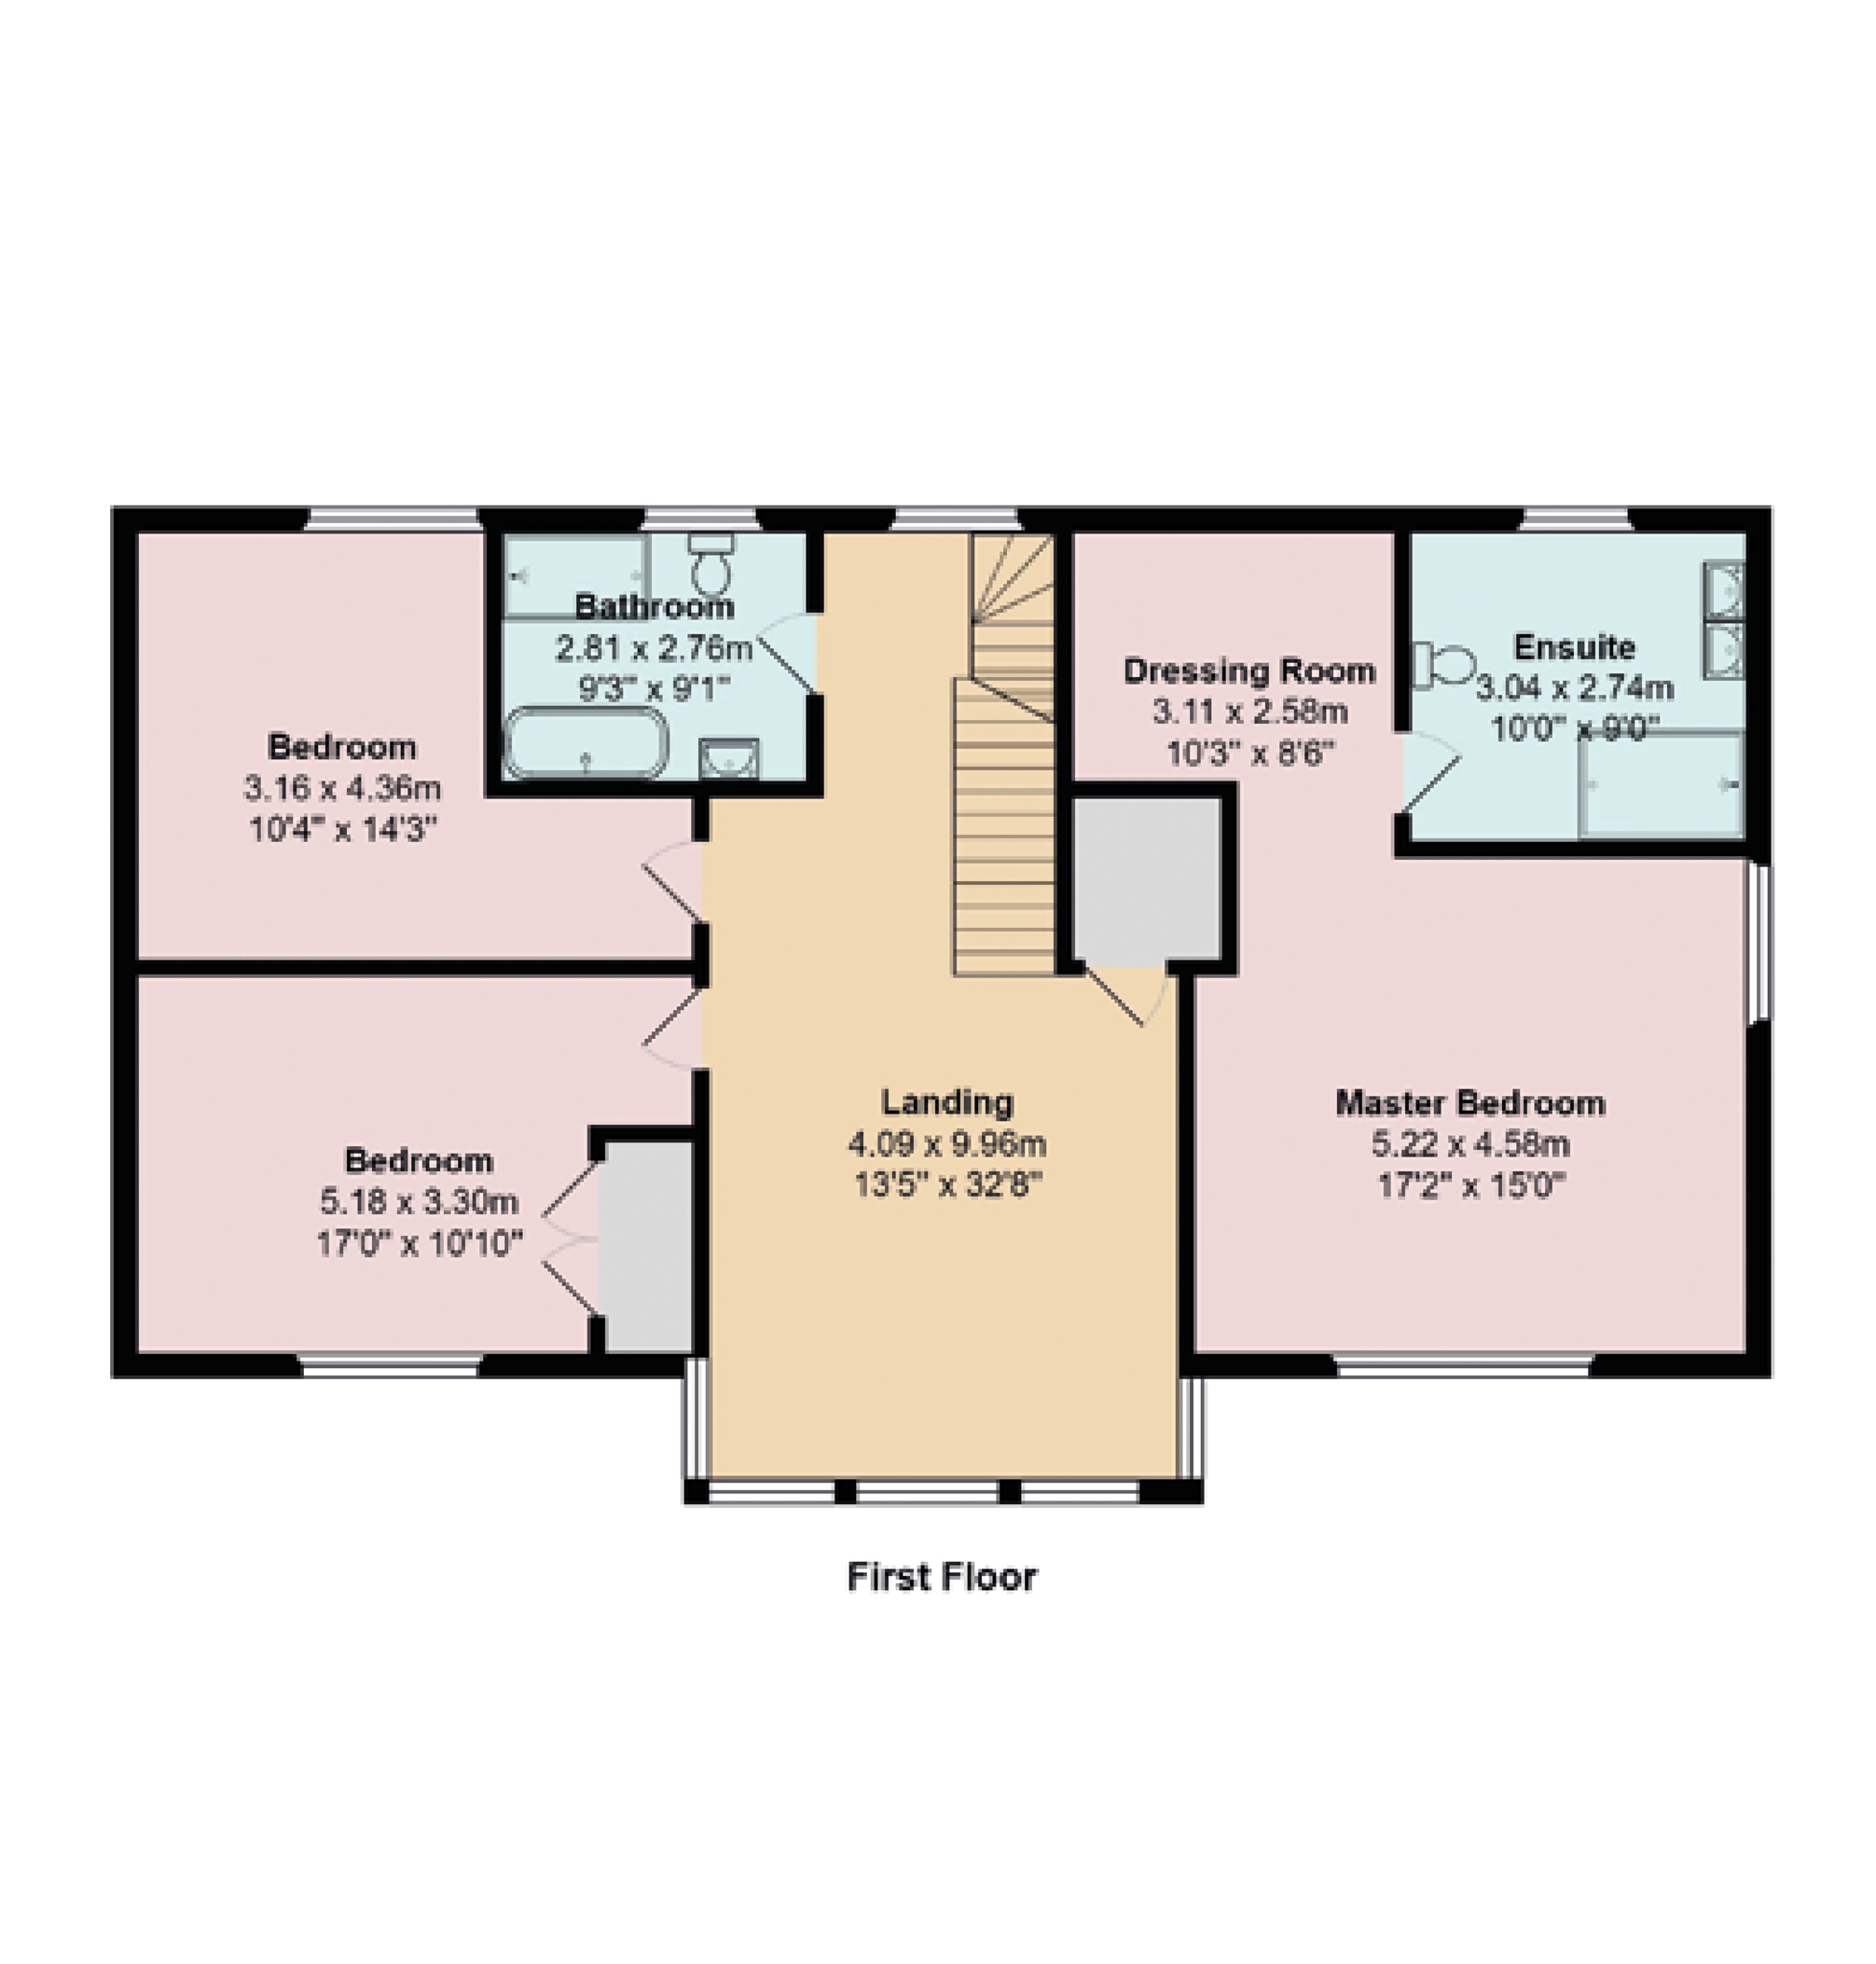 Bathroom
2.81 x 2.76m
9'3" x 9'1"
Bedroom
3.16 x 4.36m
10'4" x 14'3"
Dressing Room
3.11 x 2.58m
10'3" x 8'6"
Ensuite
3.04 x 2.74m
10'0" x 9'0"
Bedroom
5.18 x 3.30m
17'0" x 10'10"
Landing
4.09 x 9.96m
13'5" x 32'8"
Master Bedroom
5.22 x 4.58m
17'2" x 15'0"
First Floor